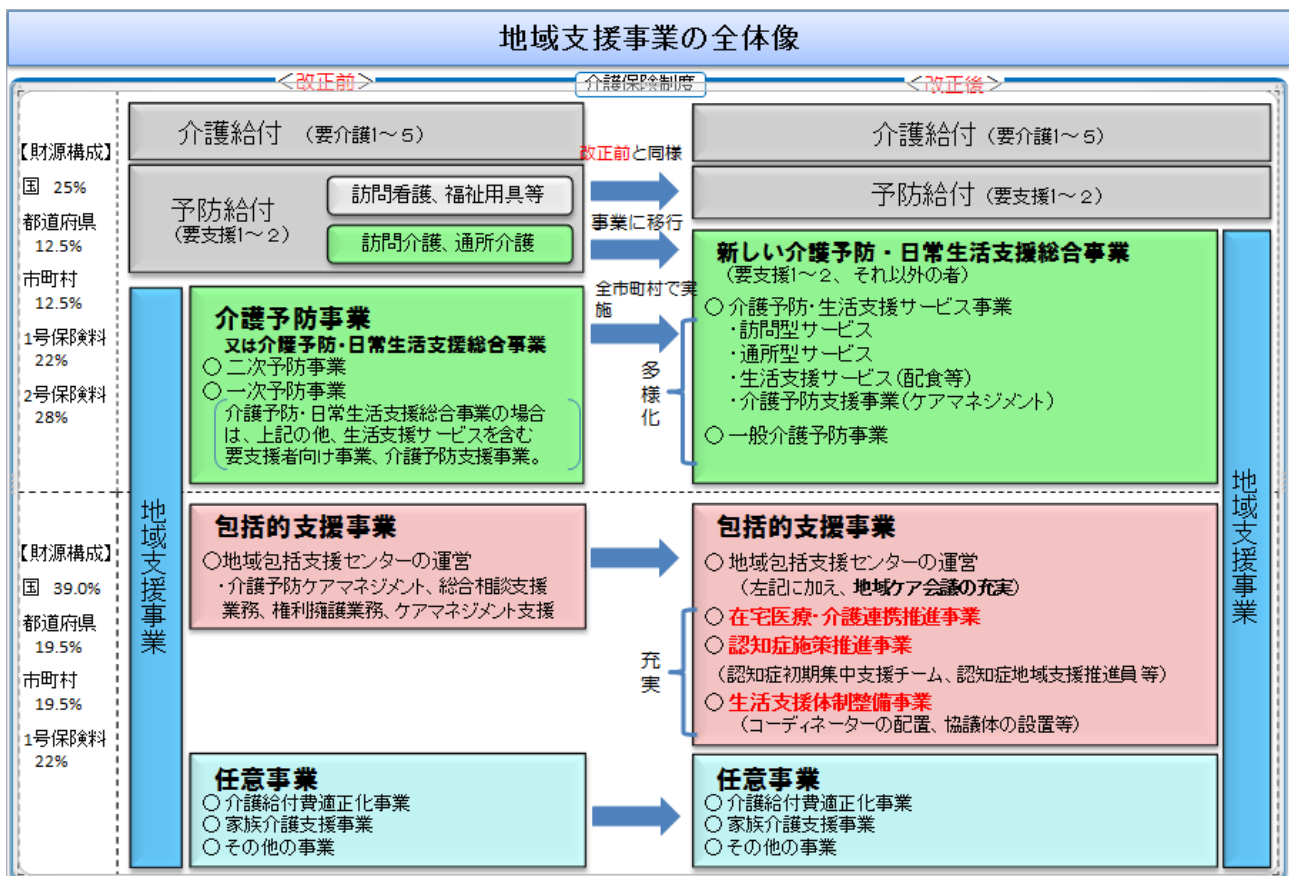 地域支援事業の全体像
介護保険制度
＜改正前＞
＜改正後＞
【財源構成】
国 25%
都道府県
12.5%
市町村
12.5%
1号保険料
22%
2号保険料
28%
介護給付 （要介護1～5）
予防給付
（要支援1～2）
訪問看護、福祉用具等
訪問介護、通所介護
改正前と同様
事業に移行
全市町村で実
施
多
様
化
介護予防事業
又は介護予防・日常生活支援総合事業
○ 二次予防事業
○ 一次予防事業
介護予防・日常生活支援総合事業の場合
は、上記の他、生活支援サービスを含む
要支援者向け事業、介護予防支援事業。
介護給付 （要介護1～5）
予防給付 （要支援1～2）
新しい介護予防・日常生活支援総合事業
（要支援1～2、それ以外の者）
○ 介護予防・生活支援サービス事業
・訪問型サービス
・通所型サービス
・生活支援サービス（配食等）
・介護予防支援事業（ケアマネジメント）
○ 一般介護予防事業
【財源構成】
国 39.0%
都道府県
19.5%
市町村
19.5%
1号保険料
22%
地域支援事業
包括的支援事業
○地域包括支援センターの運営
・介護予防ケアマネジメント、総合相談支援
業務、権利擁護業務、ケアマネジメント支援
充
実
包括的支援事業
○ 地域包括支援センターの運営
（左記に加え、地域ケア会議の充実）
○ 在宅医療・介護連携推進事業
○ 認知症施策推進事業
（認知症初期集中支援チーム、認知症地域支援推進員 等）
○ 生活支援体制整備事業
（コーディネーターの配置、協議体の設置等）
地域支援事業
任意事業
○ 介護給付費適正化事業
○ 家族介護支援事業
○ その他の事業
任意事業
○ 介護給付費適正化事業
○ 家族介護支援事業
○ その他の事業